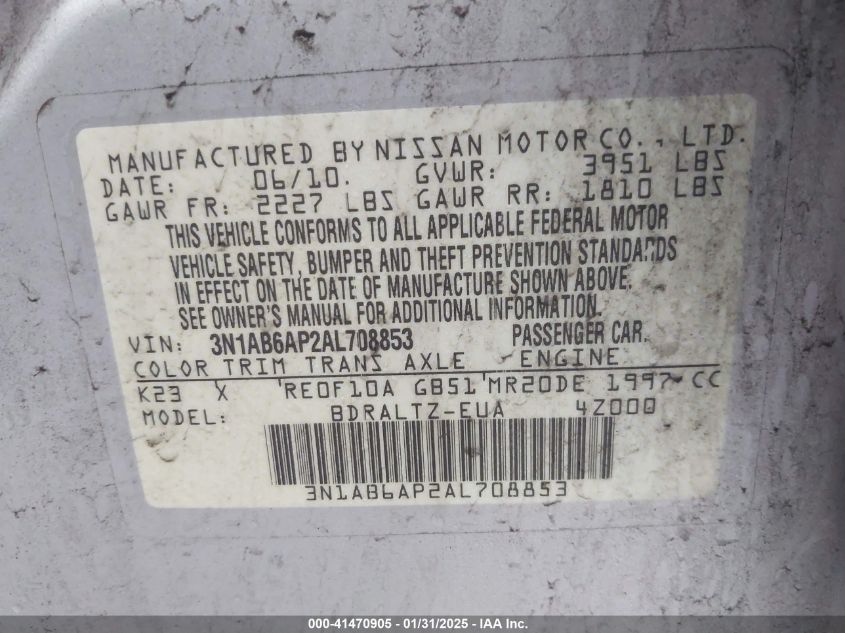 MANUFACTURED BY NISSAN MOTOR CO., LTD.
DATE: 06/10. GVWR: 3951 LBS
GAWR FR: 2227 LBS GAWR RR: 1810 LBS
THIS VEHICLE CONFORMS TO ALL APPLICABLE FEDERAL MOTOR
VEHICLE SAFETY, BUMPER AND THEFT PREVENTION STANDARDS
IN EFFECT ON THE DATE OF MANUFACTURE SHOWN ABOVE.
SEE OWNER'S MANUAL FOR ADDITIONAL INFORMATION.
VIN: 3N1AB6AP2AL708853 PASSENGER CAR.
COLOR TRIM TRANS AXLE ENGINE
K23 X RE0F10A GB51 MR20DE 1997 CC
MODEL: BDRALTZ-EUA 4Z000
3N1AB6AP2AL708853
000-41470905 - 01/31/2025 - IAA Inc.